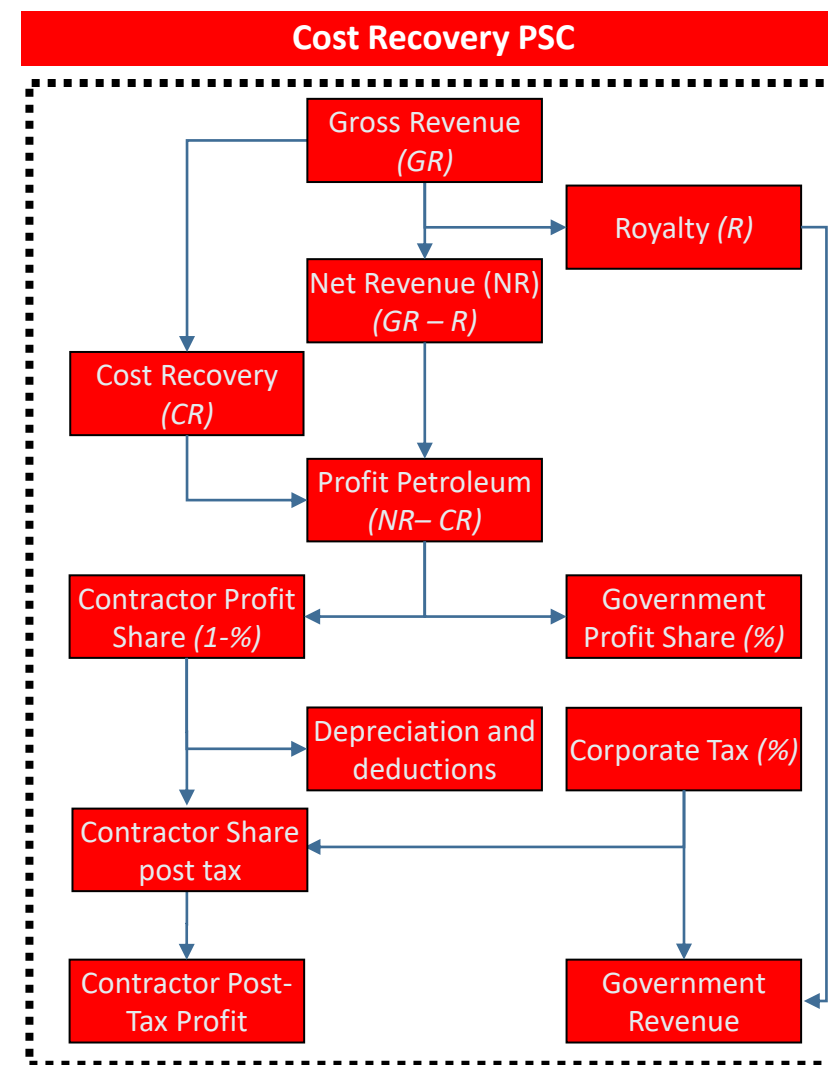 Cost Recovery PSC
Gross Revenue
(GR)
Royalty (R)
Net Revenue (NR)
(GR – R)
Cost Recovery
(CR)
Profit Petroleum
(NR– CR)
Contractor Profit
Share (1-%)
Government
Profit Share (%)
Depreciation and
deductions
Corporate Tax (%)
Contractor Share
post tax
Contractor Post-
Tax Profit
Government
Revenue